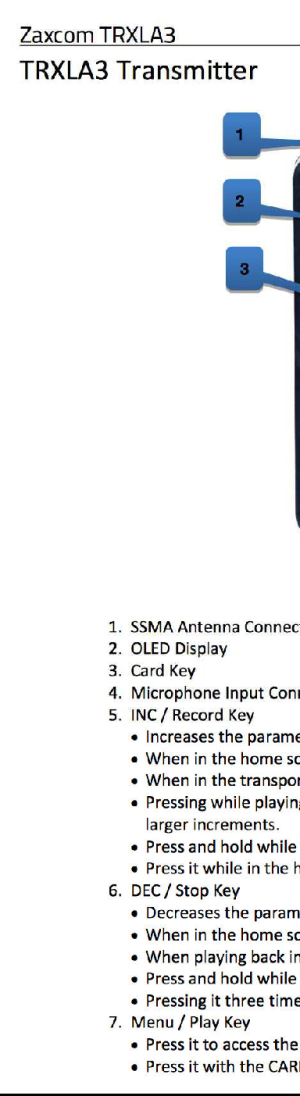 Zaxcom TRXLA3
TRXLA3 Transmitter
1
2
3
1. SSMA Antenna Connec
2. OLED Display
3. Card Key
4. Microphone Input Con
5. INC / Record Key
• Increases the parame
• When in the home sc
• When in the transpor
• Pressing while playing
larger increments.
• Press and hold while
• Press it while in the h
6. DEC / Stop Key
• Decreases the param
• When in the home sc
• When playing back in
• Press and hold while
• Pressing it three time
7. Menu / Play Key
• Press it to access the
• Press it with the CAR